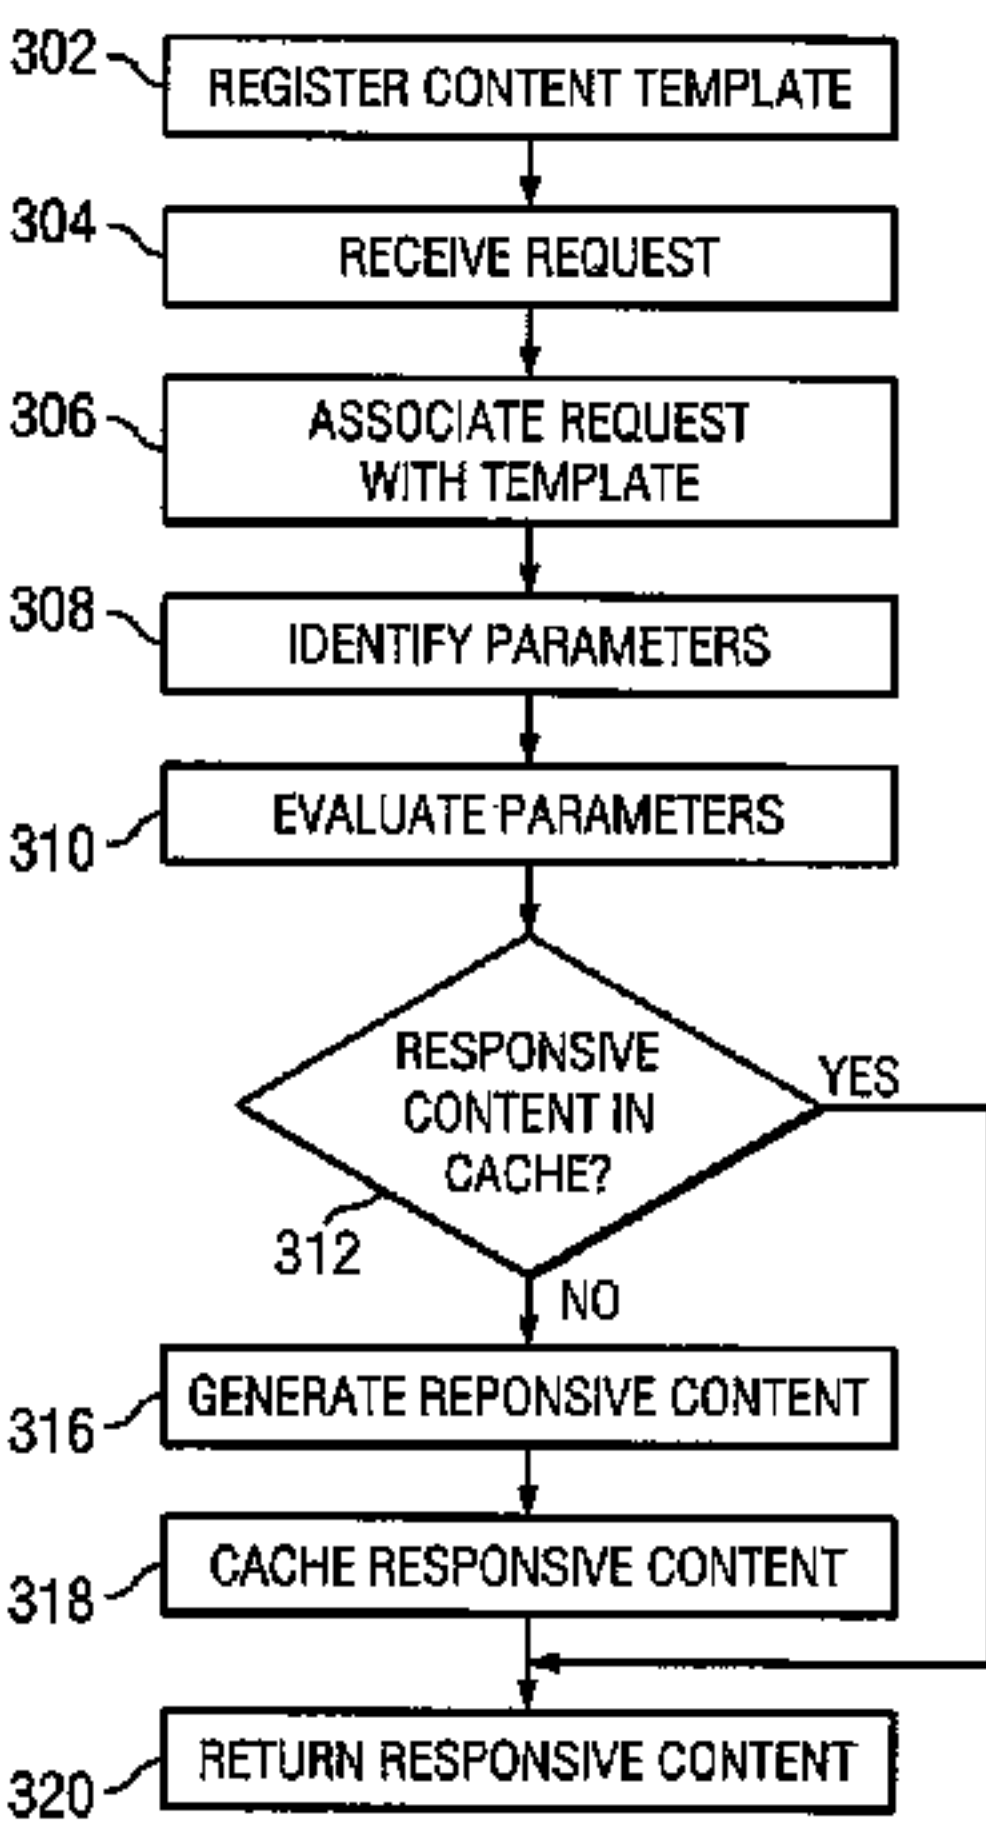 302
REGISTER CONTENT TEMPLATE
304
RECEIVE REQUEST
306
ASSOCIATE REQUEST
WITH TEMPLATE
308
IDENTIFY PARAMETERS
310
EVALUATE PARAMETERS
RESPONSIVE
CONTENT IN
CACHE?
YES
312
NO
316
GENERATE REPONSIVE CONTENT
318
CACHE RESPONSIVE CONTENT
320
RETURN RESPONSIVE CONTENT